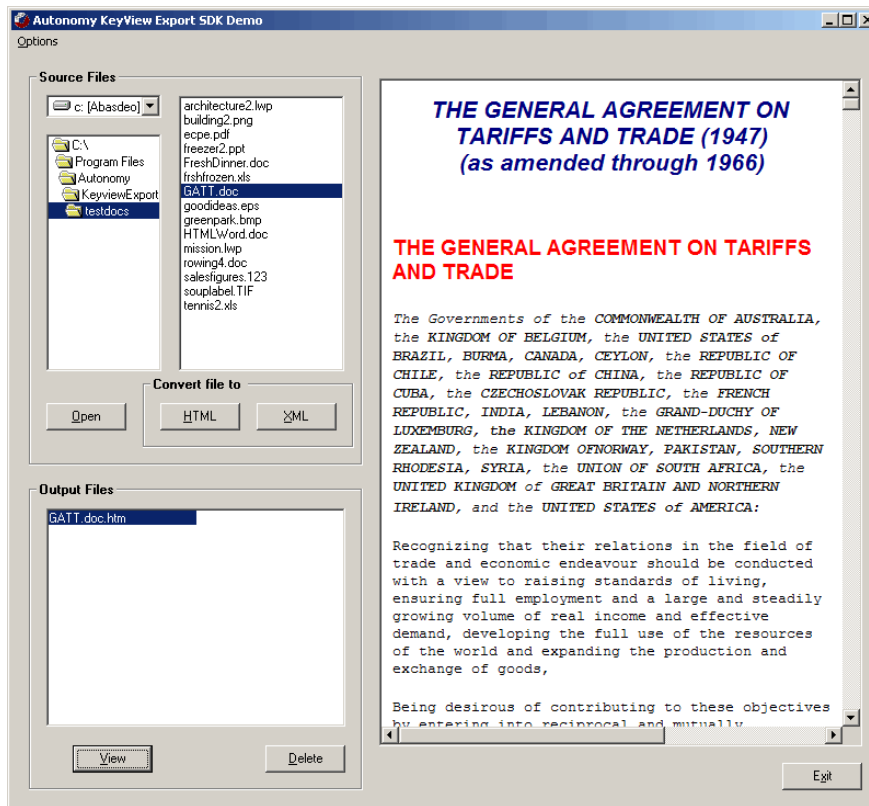 Autonomy KeyView Export SDK Demo
Options
Source Files
c: [Abasdeo]
C:\
Program Files
Autonomy
KeyviewExport
testdocs
architecture2.lwp
building2.png
ecpe.pdf
freezer2.ppt
FreshDinner.doc
frshfrozen.xls
GATT.doc
goodideas.eps
greenpark.bmp
HTMLWord.doc
mission.lwp
rowing4.doc
salesfigures.123
souplabel.TIF
tennis2.xls
Convert file to
Open
HTML
XML
Output Files
GATT.doc.htm
View
Delete
THE GENERAL AGREEMENT ON
TARIFFS AND TRADE (1947)
(as amended through 1966)
THE GENERAL AGREEMENT ON TARIFFS
AND TRADE
The Governments of the COMMONWEALTH OF AUSTRALIA,
the KINGDOM OF BELGIUM, the UNITED STATES of
BRAZIL, BURMA, CANADA, CEYLON, the REPUBLIC OF
CHILE, the REPUBLIC of CHINA, the REPUBLIC OF
CUBA, the CZECHOSLOVAK REPUBLIC, the FRENCH
REPUBLIC, INDIA, LEBANON, the GRAND-DUCHY OF
LUXEMBURG, the KINGDOM OF THE NETHERLANDS, NEW
ZEALAND, the KINGDOM OFNORWAY, PAKISTAN, SOUTHERN
RHODESIA, SYRIA, the UNION OF SOUTH AFRICA, the
UNITED KINGDOM of GREAT BRITAIN AND NORTHERN
IRELAND, and the UNITED STATES of AMERICA:
Recognizing that their relations in the field of
trade and economic endeavour should be conducted
with a view to raising standards of living,
ensuring full employment and a large and steadily
growing volume of real income and effective
demand, developing the full use of the resources
of the world and expanding the production and
exchange of goods,
Being desirous of contributing to these objectives
by entering into reciprocal and mutually
Exit